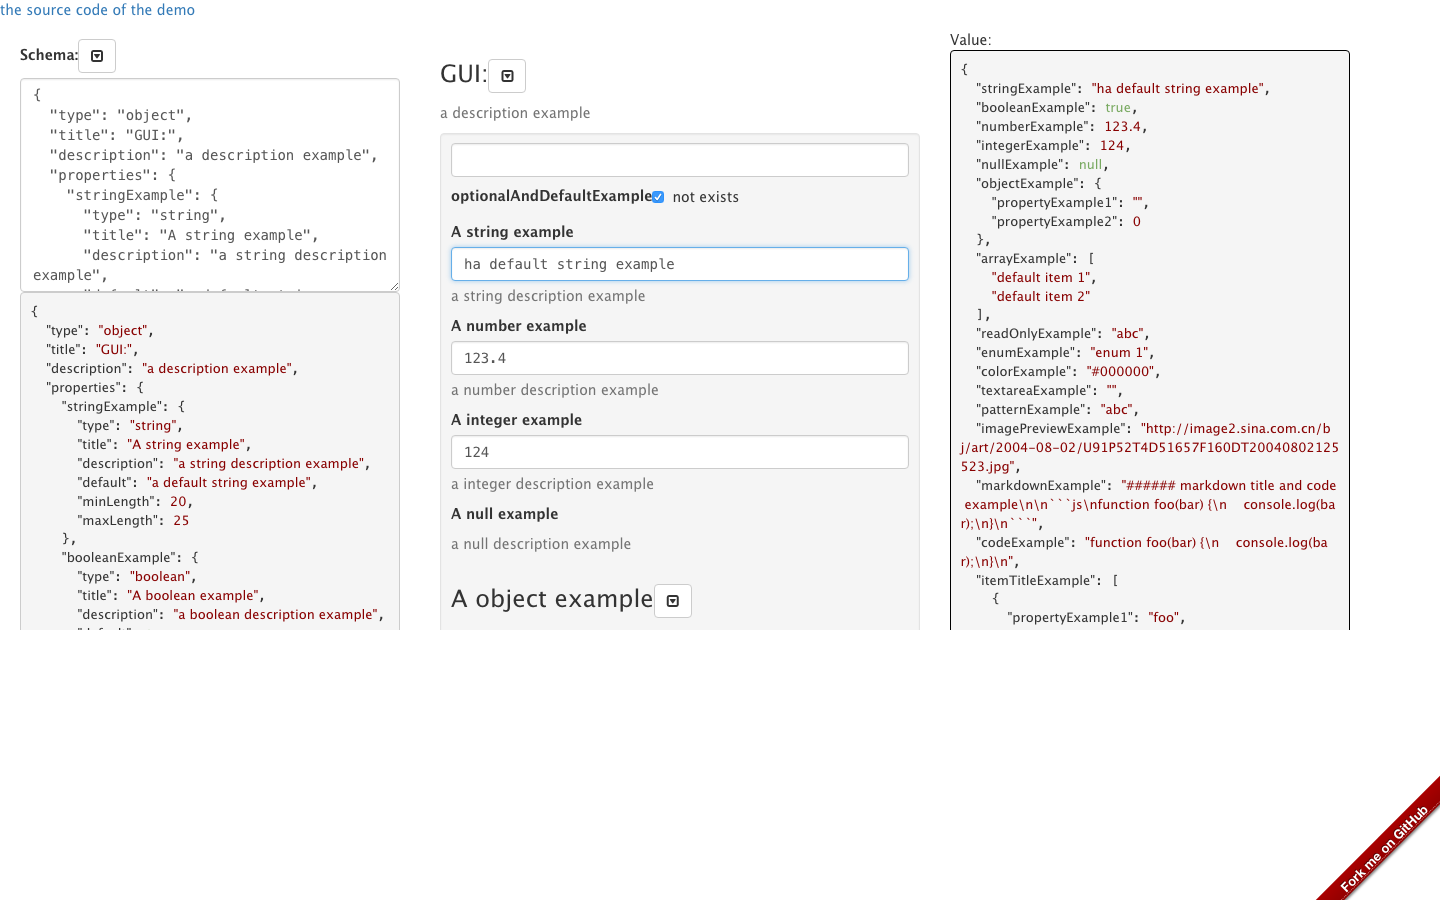 the source code of the demo
Schema:
{
"type": "object",
"title": "GUI:",
"description": "a description example",
"properties": {
"stringExample": {
"type": "string",
"title": "A string example",
"description": "a string description
example",
{
"type": "object",
"title": "GUI:",
"description": "a description example",
"properties": {
"stringExample": {
"type": "string",
"title": "A string example",
"description": "a string description example",
"default": "a default string example",
"minLength": 20,
"maxLength": 25
},
"booleanExample": {
"type": "boolean",
"title": "A boolean example",
"description": "a boolean description example",
GUI:
a description example
optionalAndDefaultExample not exists
A string example
ha default string example
a string description example
A number example
123.4
a number description example
A integer example
124
a integer description example
A null example
a null description example
A object example
Value:
{
"stringExample": "ha default string example",
"booleanExample": true,
"numberExample": 123.4,
"integerExample": 124,
"nullExample": null,
"objectExample": {
"propertyExample1": "",
"propertyExample2": 0
},
"arrayExample": [
"default item 1",
"default item 2"
],
"readOnlyExample": "abc",
"enumExample": "enum 1",
"colorExample": "#000000",
"textareaExample": "",
"patternExample": "abc",
"imagePreviewExample": "http://image2.sina.com.cn/b
j/art/2004-08-02/U91P52T4D51657F160DT20040802125
523.jpg",
"markdownExample": "###### markdown title and code
example\n\n```js\nfunction foo(bar) {\n    console.log(ba
r);\n}\n```",
"codeExample": "function foo(bar) {\n    console.log(ba
r);\n}\n",
"itemTitleExample": [
{
"propertyExample1": "foo",
Fork me on GitHub